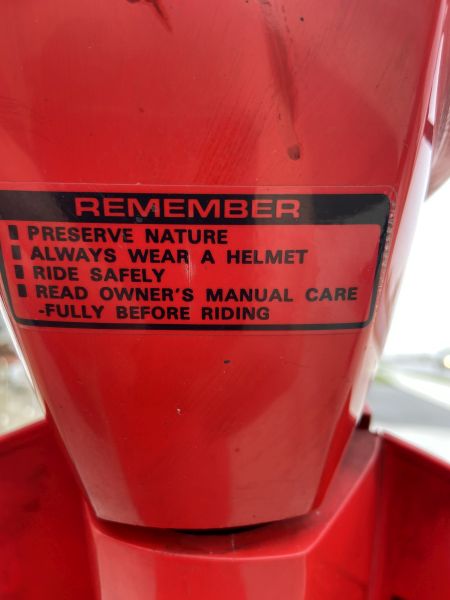 REMEMBER
PRESERVE NATURE
ALWAYS WEAR A HELMET
RIDE SAFELY
READ OWNER'S MANUAL CARE
-FULLY BEFORE RIDING